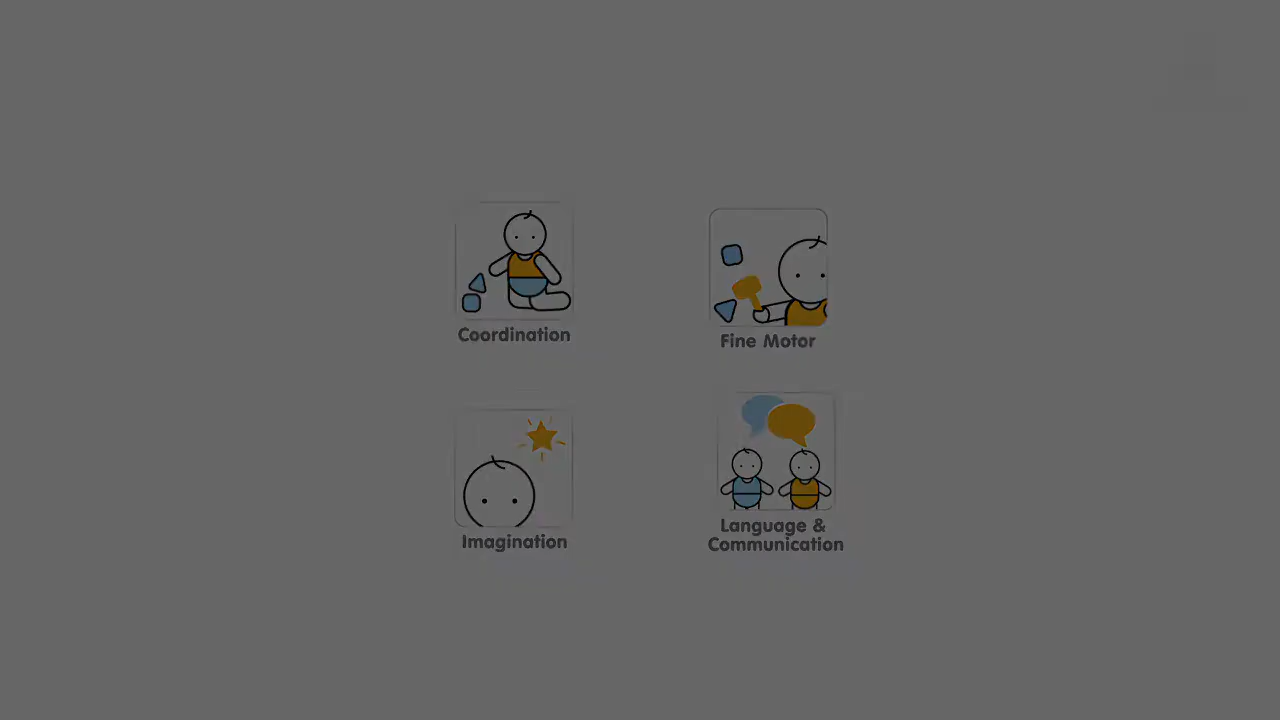 Coordination
Fine Motor
Imagination
Language &
Communication